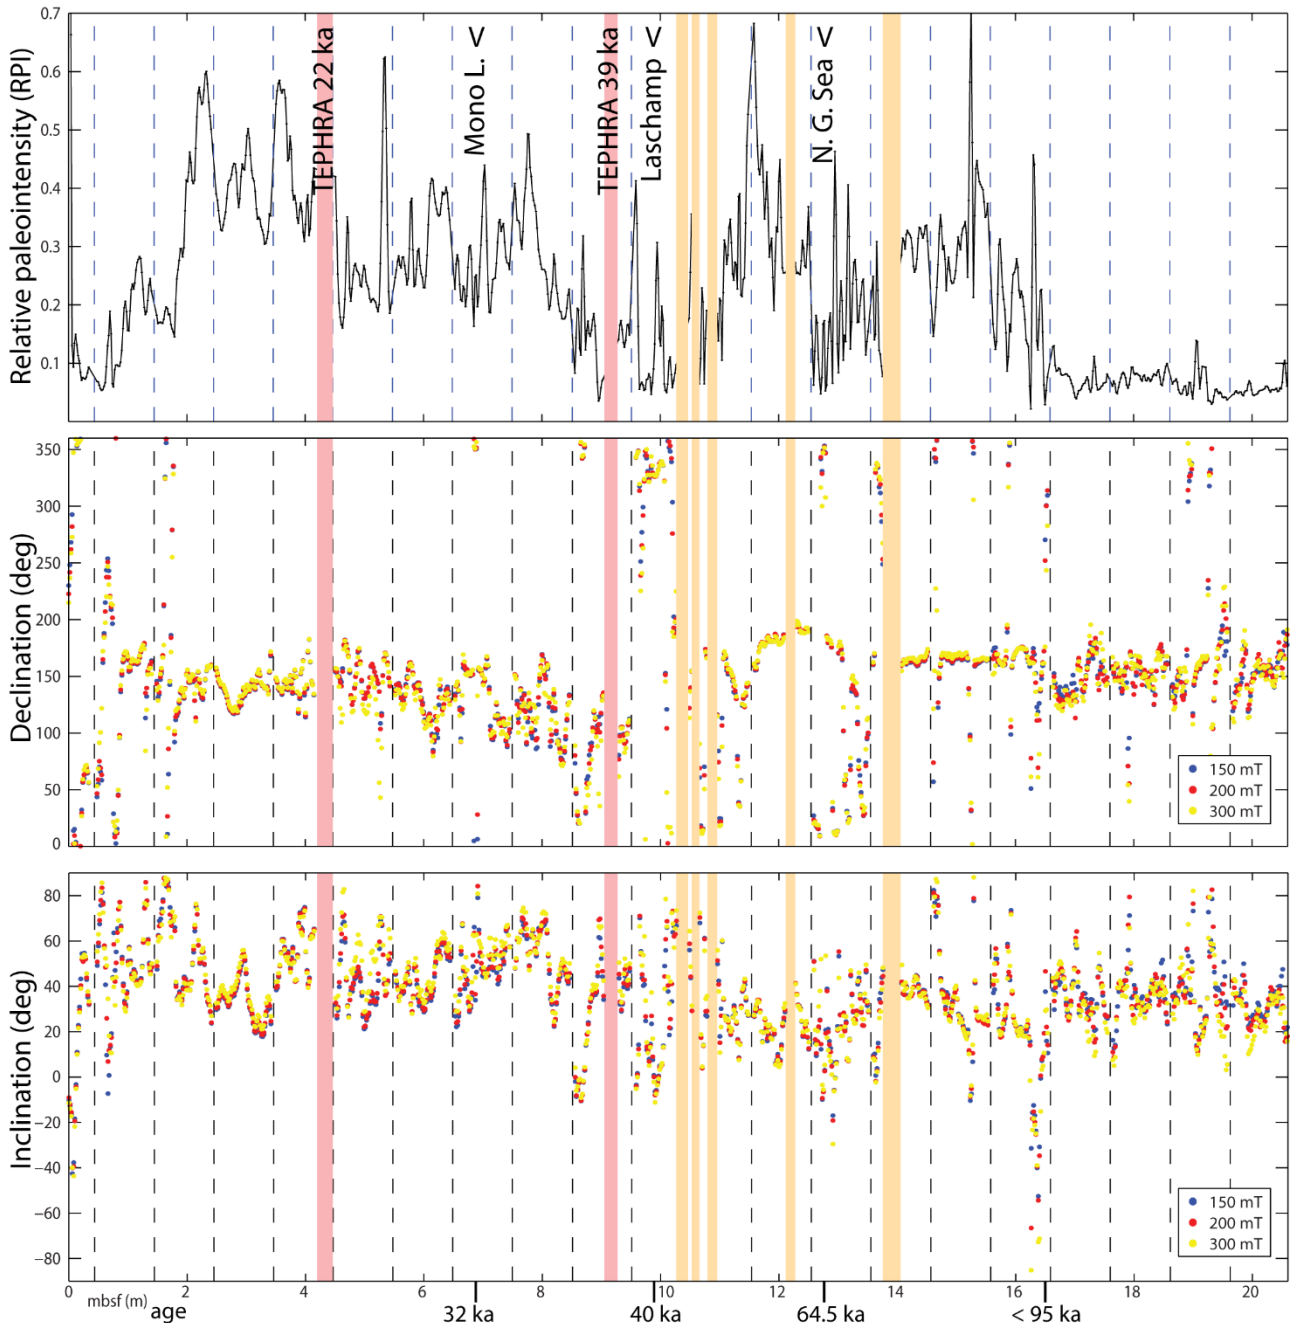 Relative paleointensity (RPI)
0.7
0.6
0.5
0.4
0.3
0.2
0.1
TEPHRA 22 ka
Mono L. <
TEPHRA 39 ka
Laschamp <
N. G. Sea <
Declination (deg)
350
300
250
200
150
100
50
0
150 mT
200 mT
300 mT
Inclination (deg)
80
60
40
20
0
−20
−40
−60
−80
150 mT
200 mT
300 mT
0 2 4 6 8 10 12 14 16 18 20
mbsf (m)
age 32 ka 40 ka 64.5 ka < 95 ka